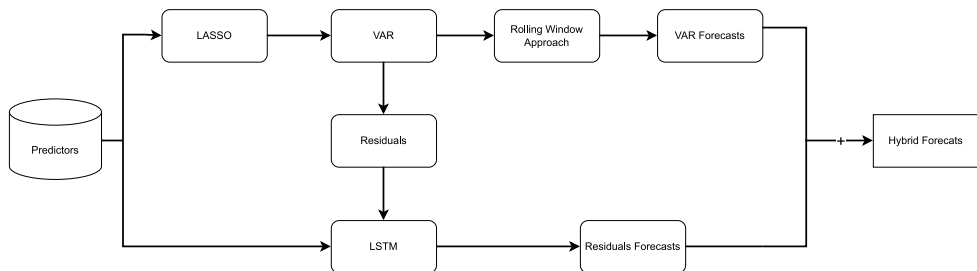 LASSO
VAR
Rolling Window
Approach
VAR Forecasts
Predictors
Residuals
+
Hybrid Forecats
LSTM
Residuals Forecasts